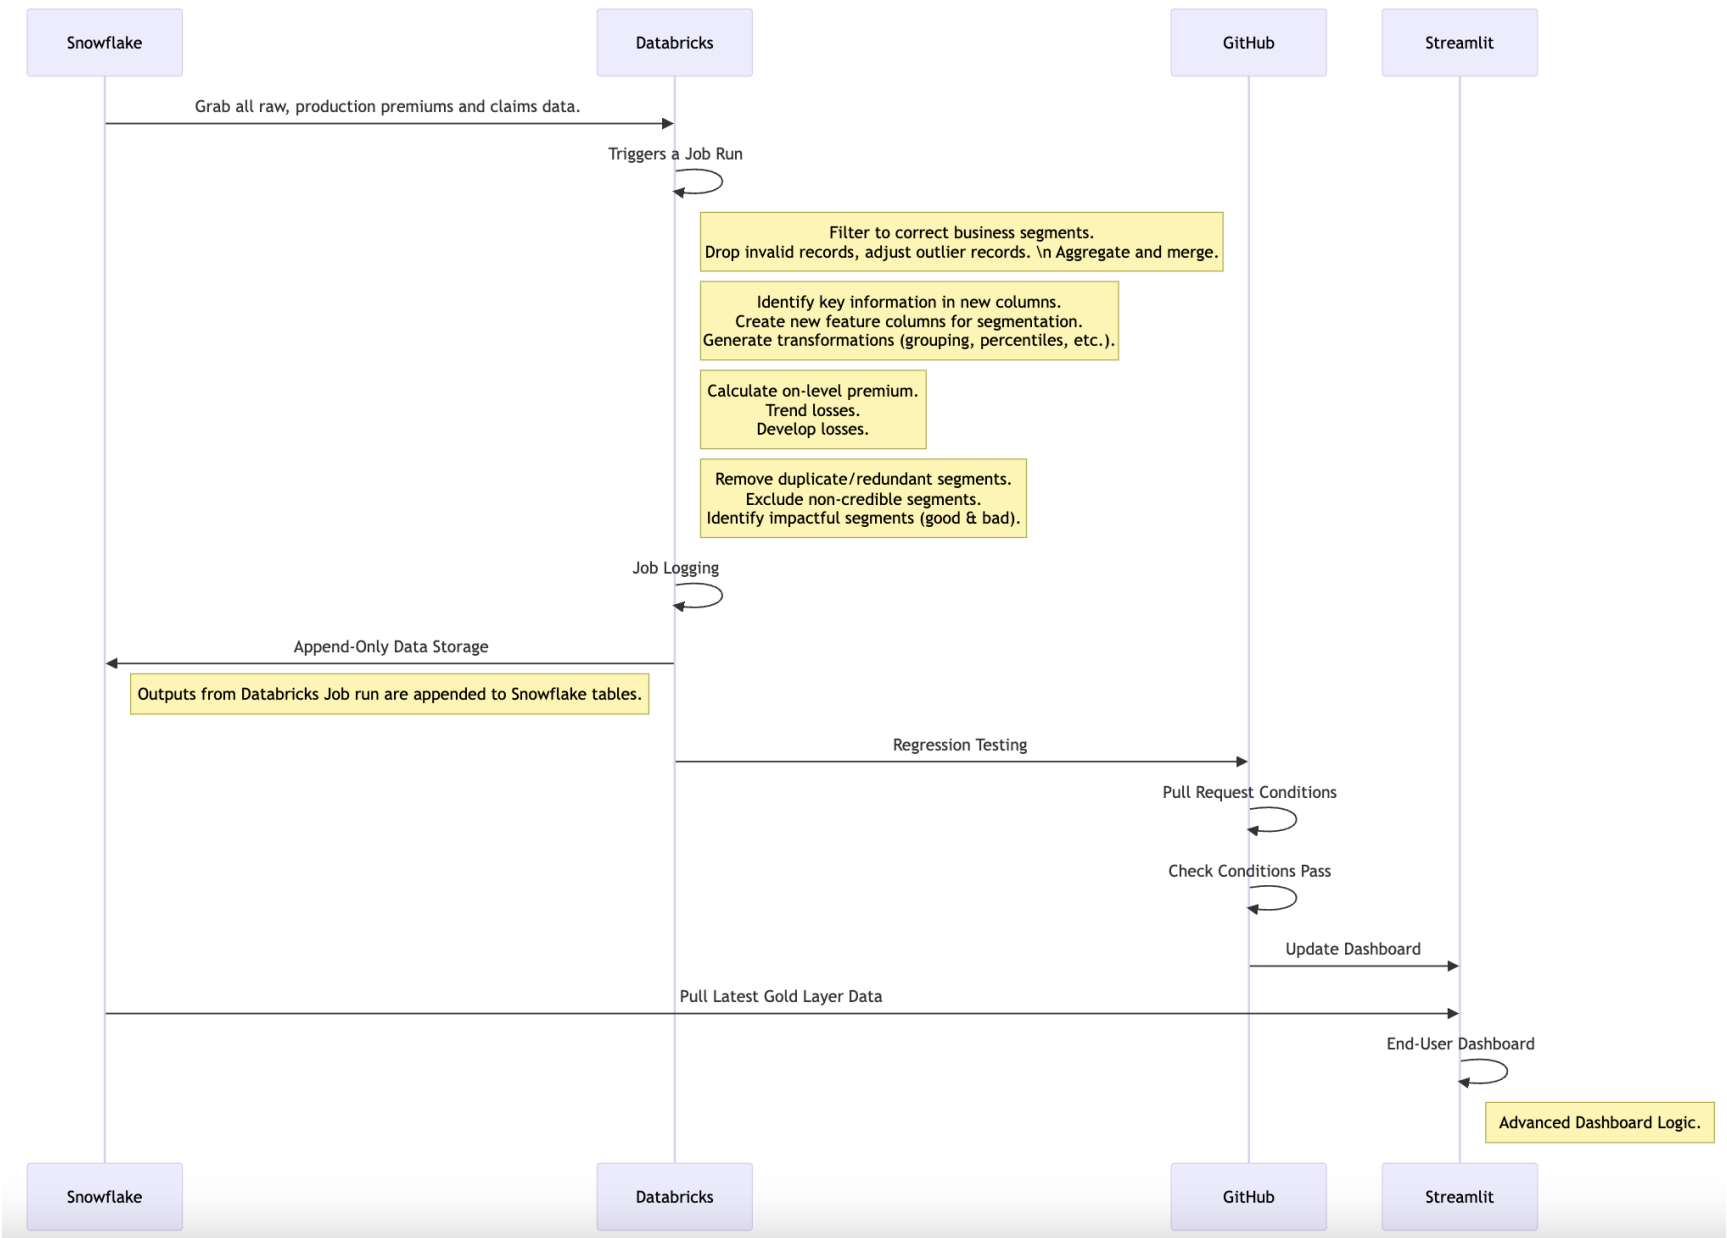 Snowflake
Databricks
GitHub
Streamlit
Grab all raw, production premiums and claims data.
Triggers a Job Run
Filter to correct business segments.
Drop invalid records, adjust outlier records. \n Aggregate and merge.
Identify key information in new columns.
Create new feature columns for segmentation.
Generate transformations (grouping, percentiles, etc.).
Calculate on-level premium.
Trend losses.
Develop losses.
Remove duplicate/redundant segments.
Exclude non-credible segments.
Identify impactful segments (good & bad).
Job Logging
Append-Only Data Storage
Outputs from Databricks Job run are appended to Snowflake tables.
Regression Testing
Pull Request Conditions
Check Conditions Pass
Update Dashboard
Pull Latest Gold Layer Data
End-User Dashboard
Advanced Dashboard Logic.
Snowflake
Databricks
GitHub
Streamlit